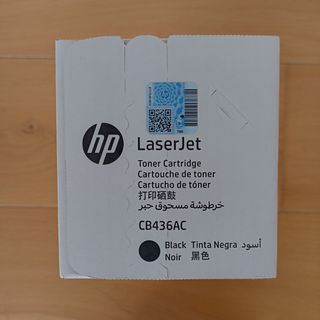 hp
LaserJet
Toner Cartridge
Cartouche de toner
Cartucho de tóner
打印硒鼓
خرطوشة مسحوق حبر
CB436AC
Black Tinta Negra أسود
Noir 黑色